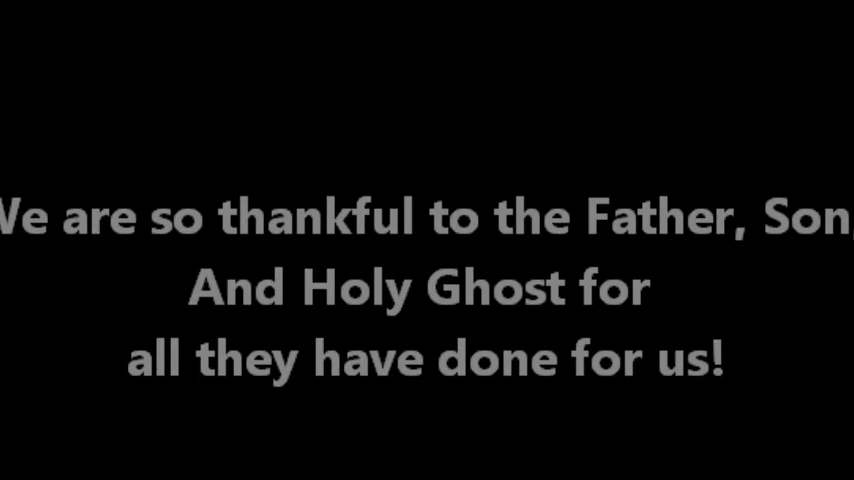 We are so thankful to the Father, Son,
And Holy Ghost for
all they have done for us!